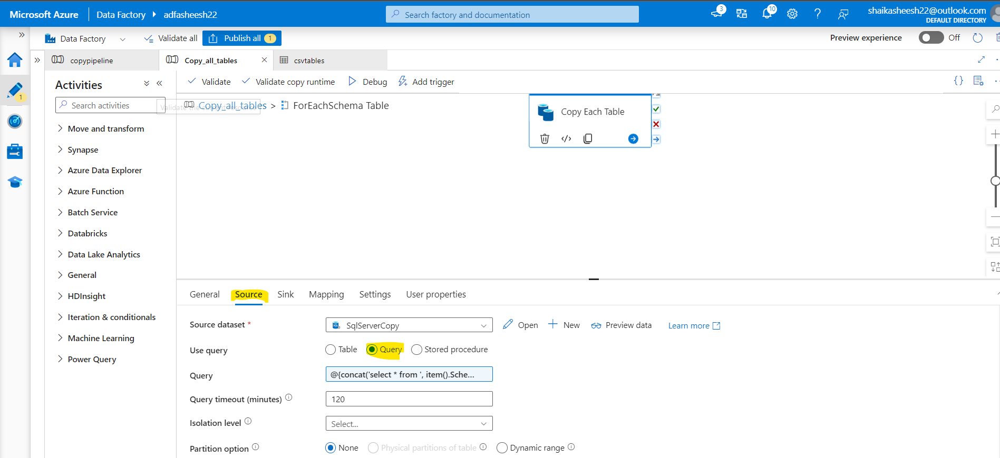 Microsoft Azure
Data Factory
adfasheesh22
Search factory and documentation
3
10
shaikasheesh22@outlook.com
DEFAULT DIRECTORY
Data Factory
Validate all
Publish all 1
Preview experience
Off
copypipeline
Copy_all_tables
csvtables
Activities
Validate
Validate copy runtime
Debug
Add trigger
1
Search activities
Copy_all_tables > ForEachSchema Table
Copy Each Table
Move and transform
Synapse
Azure Data Explorer
Azure Function
Batch Service
Databricks
Data Lake Analytics
General
HDInsight
Iteration & conditionals
Machine Learning
Power Query
General
Source
Sink
Mapping
Settings
User properties
Source dataset *
SqlServerCopy
Open
New
Preview data
Learn more
Use query
Table
Query
Stored procedure
Query
@{concat('select * from ', item().Sche...
Query timeout (minutes)
120
Isolation level
Select...
Partition option
None
Physical partitions of table
Dynamic range